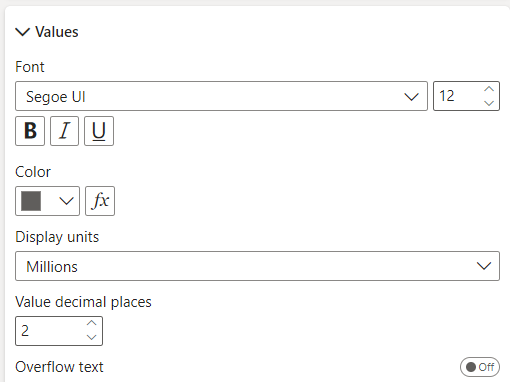 Values
Font
Segoe UI
12
B I U
Color
fx
Display units
Millions
Value decimal places
2
Overflow text
Off